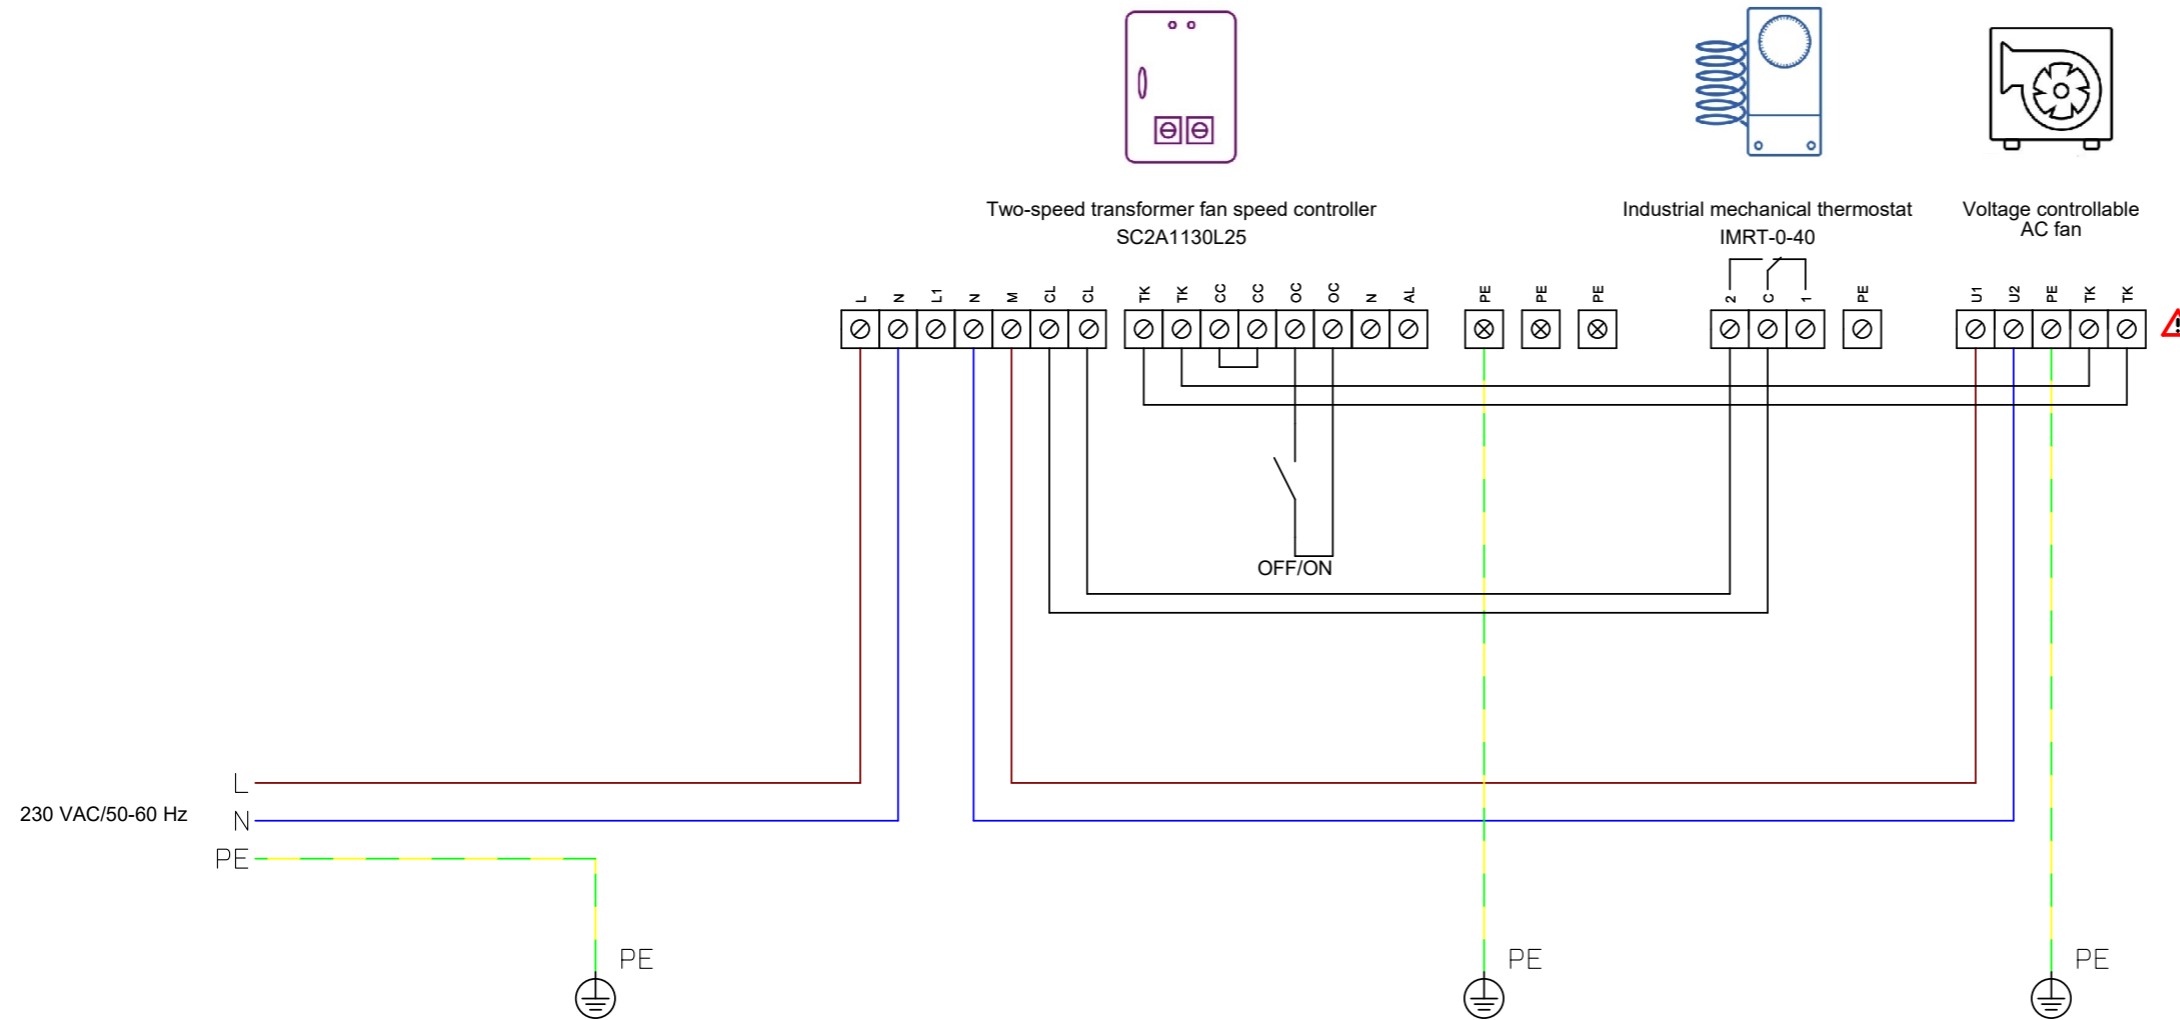 Two-speed transformer fan speed controller
SC2A1130L25
Industrial mechanical thermostat
IMRT-0-40
Voltage controllable
AC fan
L N L1 N M CL CL TK TK CC CC OC OC N AL PE PE PE 2 C 1 PE U1 U2 PE TK TK
OFF/ON
L
230 VAC/50-60 Hz
N
PE
PE
PE
PE